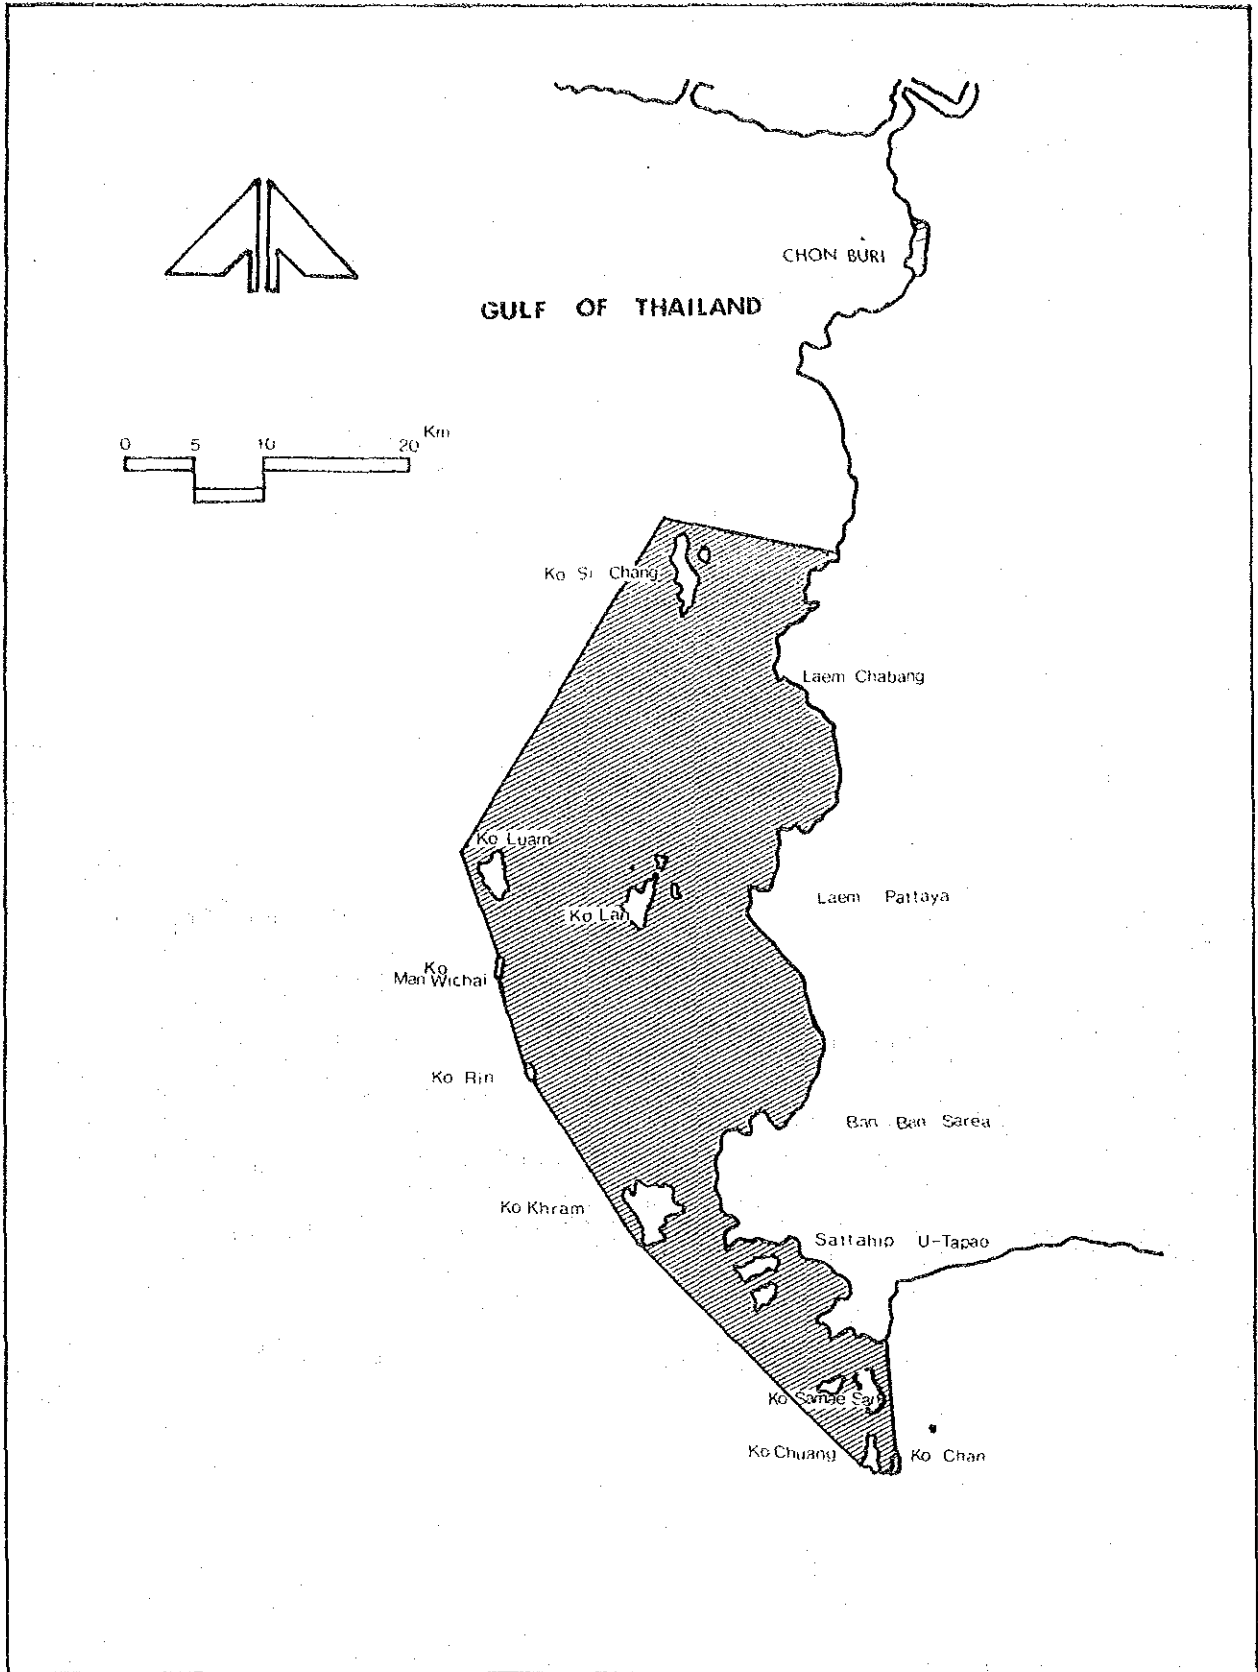 CHON BURI
GULF OF THAILAND
0 5 10 20 Km
Ko Si Chang
Laem Chabang
Ko Luam
Laem Pattaya
Ko Lan
Ko
Man Wichai
Ko Rin
Ban Ban Sarea
Ko Khram
Sattahip U-Tapao
Ko Samae San
Ko Chuang
Ko Chan